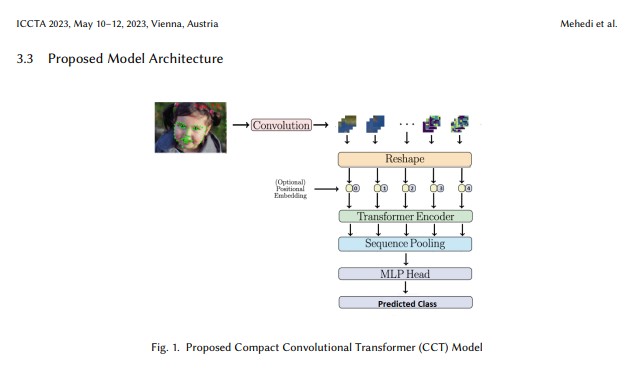 ICCTA 2023, May 10–12, 2023, Vienna, Austria
Mehedi et al.
3.3 Proposed Model Architecture
Convolution
...
Reshape
(Optional)
Positional
Embedding
0 1 2 3 4
Transformer Encoder
Sequence Pooling
MLP Head
Predicted Class
Fig. 1. Proposed Compact Convolutional Transformer (CCT) Model